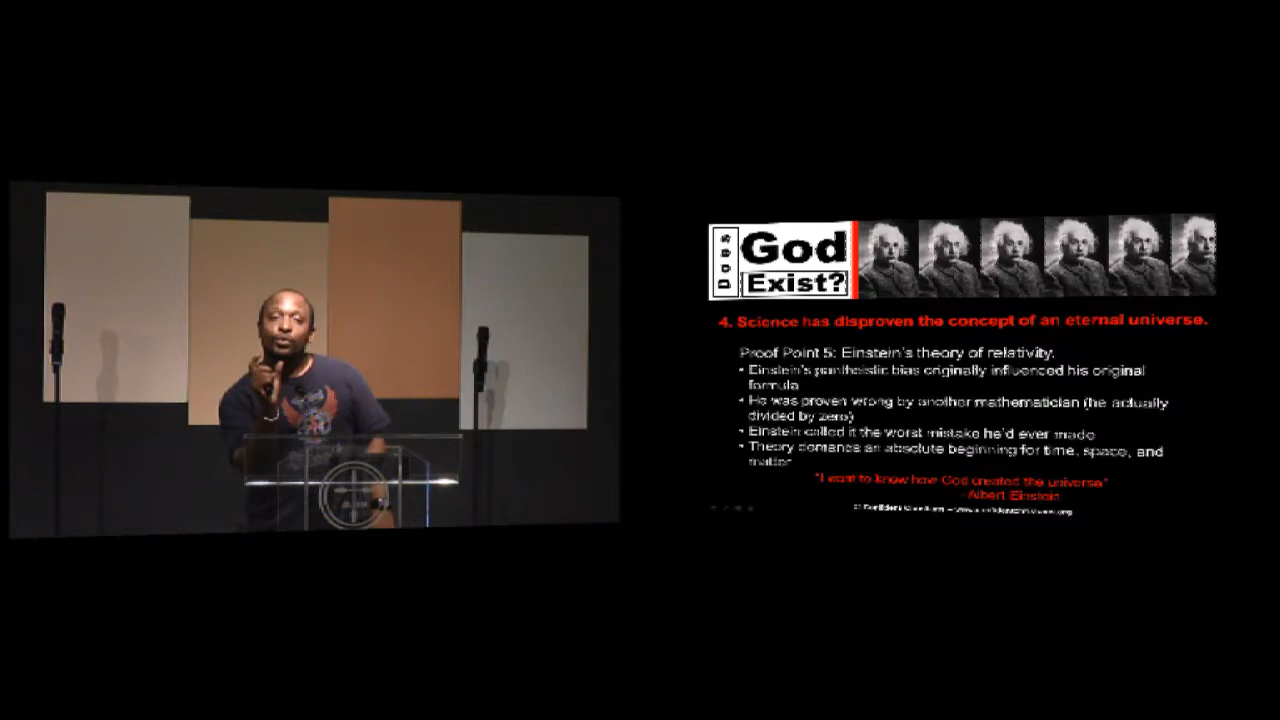 Does
God
Exist?
4. Science has disproven the concept of an eternal universe.
Proof Point 5: Einstein's theory of relativity.
• Einstein's pantheistic bias originally influenced his original
formula
• He was proven wrong by another mathematician (he actually
divided by zero)
• Einstein called it the worst mistake he'd ever made
• Theory demands an absolute beginning for time, space, and
matter
"I want to know how God created the universe"
- Albert Einstein